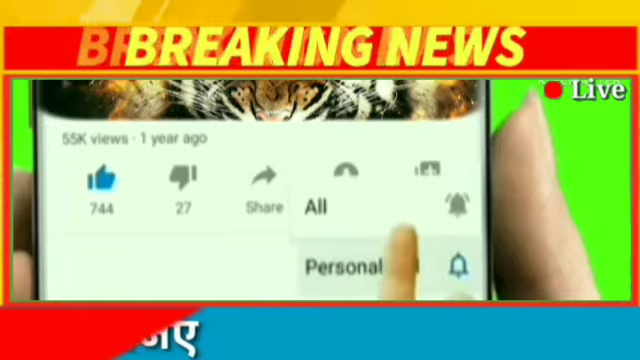 BREAKING NEWS
Live
55K views · 1 year ago
744
27
Share
All
Personal